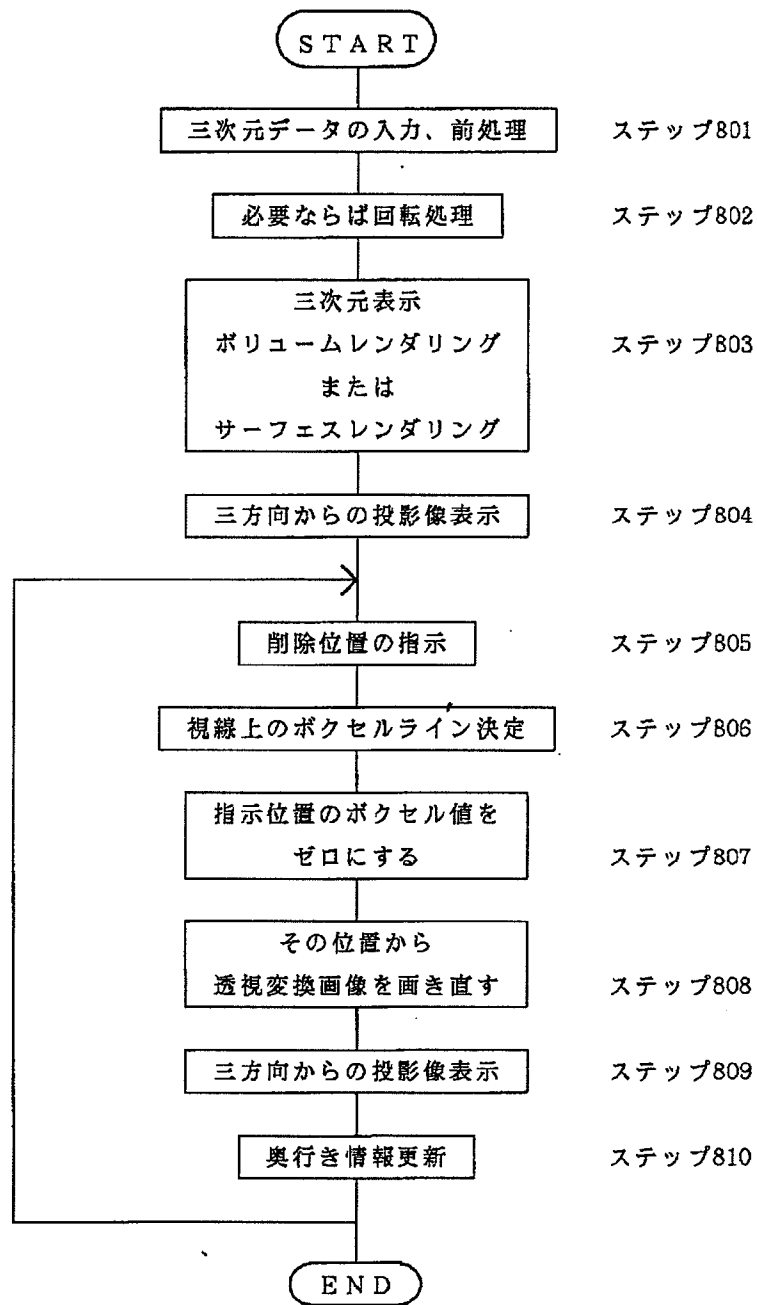 START
三次元データの入力、前処理 ステップ801
必要ならば回転処理 ステップ802
三次元表示
ボリュームレンダリング ステップ803
または
サーフェスレンダリング
三方向からの投影像表示 ステップ804
削除位置の指示 ステップ805
視線上のボクセルライン決定 ステップ806
指示位置のボクセル値を
ゼロにする ステップ807
その位置から
透視変換画像を画き直す ステップ808
三方向からの投影像表示 ステップ809
奥行き情報更新 ステップ810
END